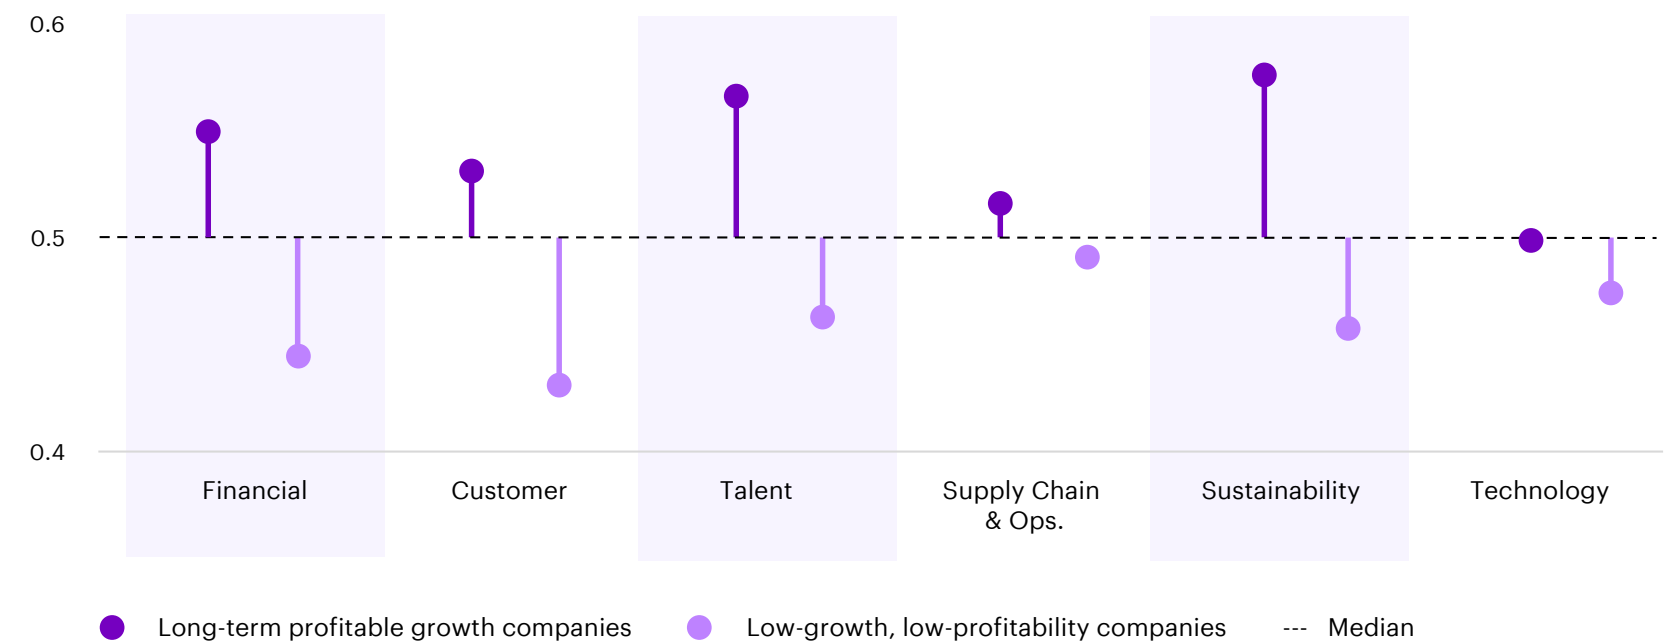 0.6
0.5
0.4
Financial
Customer
Talent
Supply Chain
& Ops.
Sustainability
Technology
Long-term profitable growth companies
Low-growth, low-profitability companies
--- Median